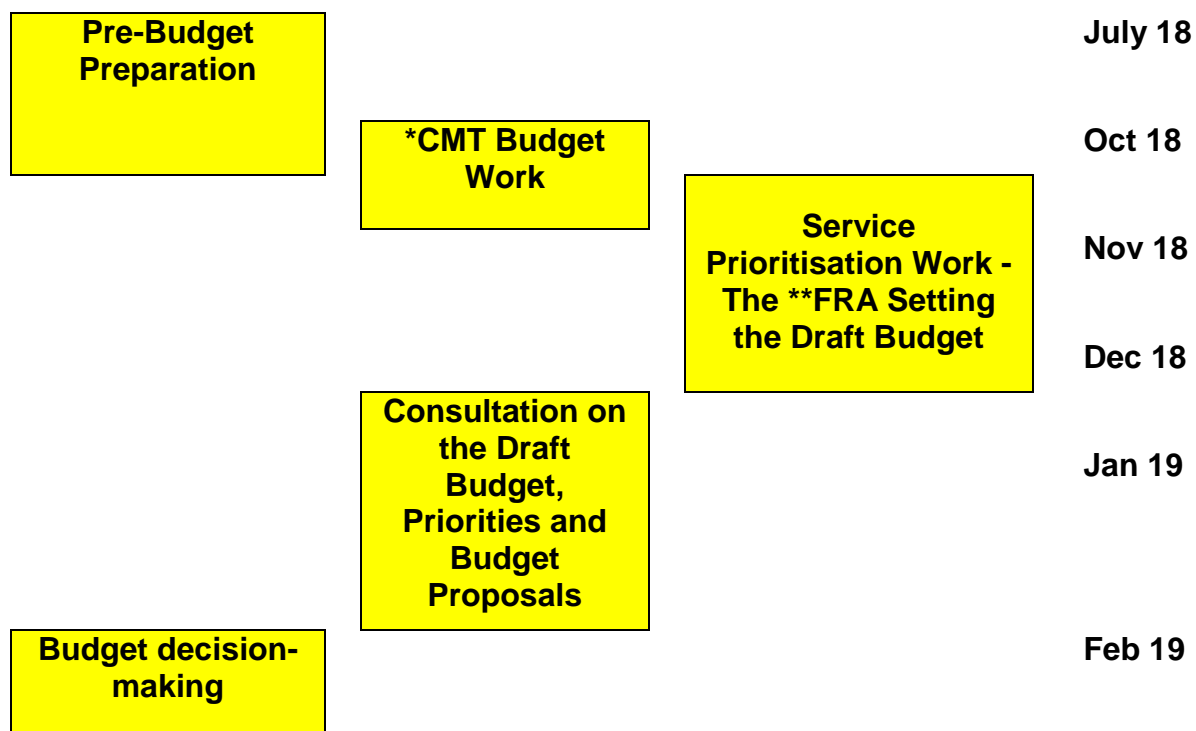 Pre-Budget
Preparation
July 18
*CMT Budget
Work
Oct 18
Service
Prioritisation Work -
The **FRA Setting
the Draft Budget
Nov 18
Dec 18
Consultation on
the Draft
Budget,
Priorities and
Budget
Proposals
Jan 19
Budget decision-
making
Feb 19